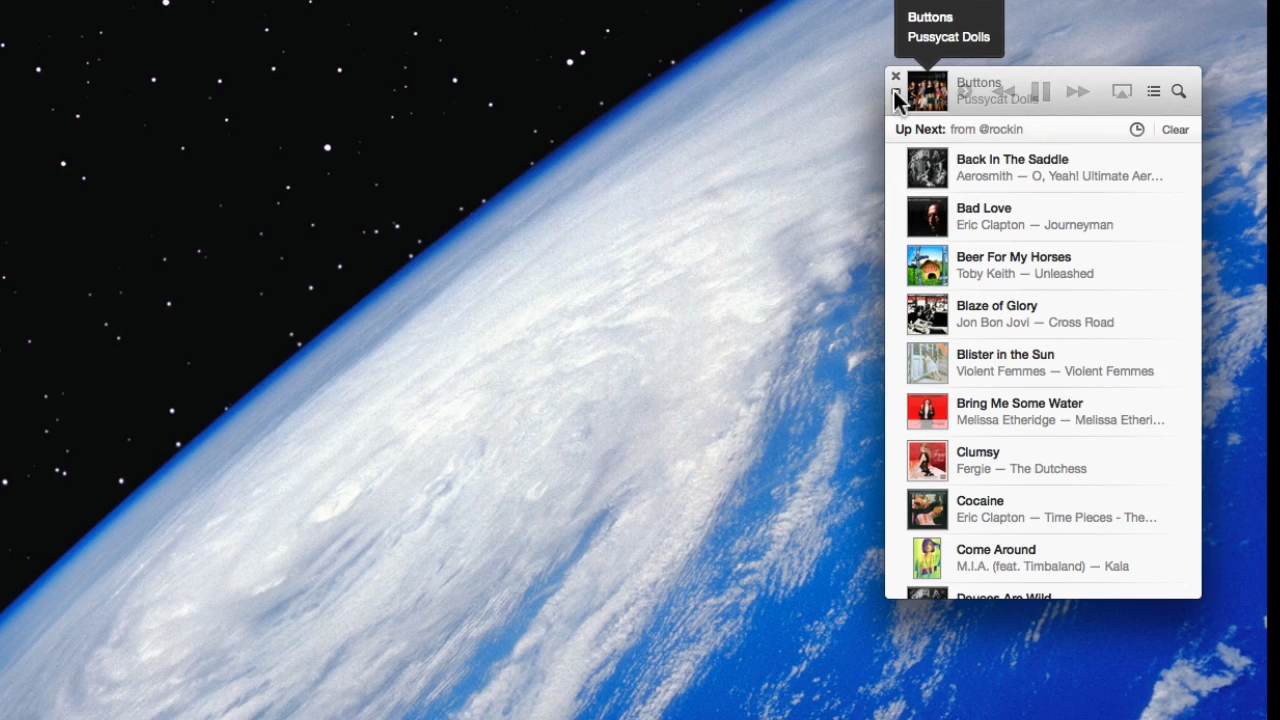 Buttons
Pussycat Dolls
Buttons
Pussycat Dolls
Up Next: from @rockin
Clear
Back In The Saddle
Aerosmith — O, Yeah! Ultimate Aer…
Bad Love
Eric Clapton — Journeyman
Beer For My Horses
Toby Keith — Unleashed
Blaze of Glory
Jon Bon Jovi — Cross Road
Blister in the Sun
Violent Femmes — Violent Femmes
Bring Me Some Water
Melissa Etheridge — Melissa Etheri…
Clumsy
Fergie — The Dutchess
Cocaine
Eric Clapton — Time Pieces - The…
Come Around
M.I.A. (feat. Timbaland) — Kala
Deuces Are Wild